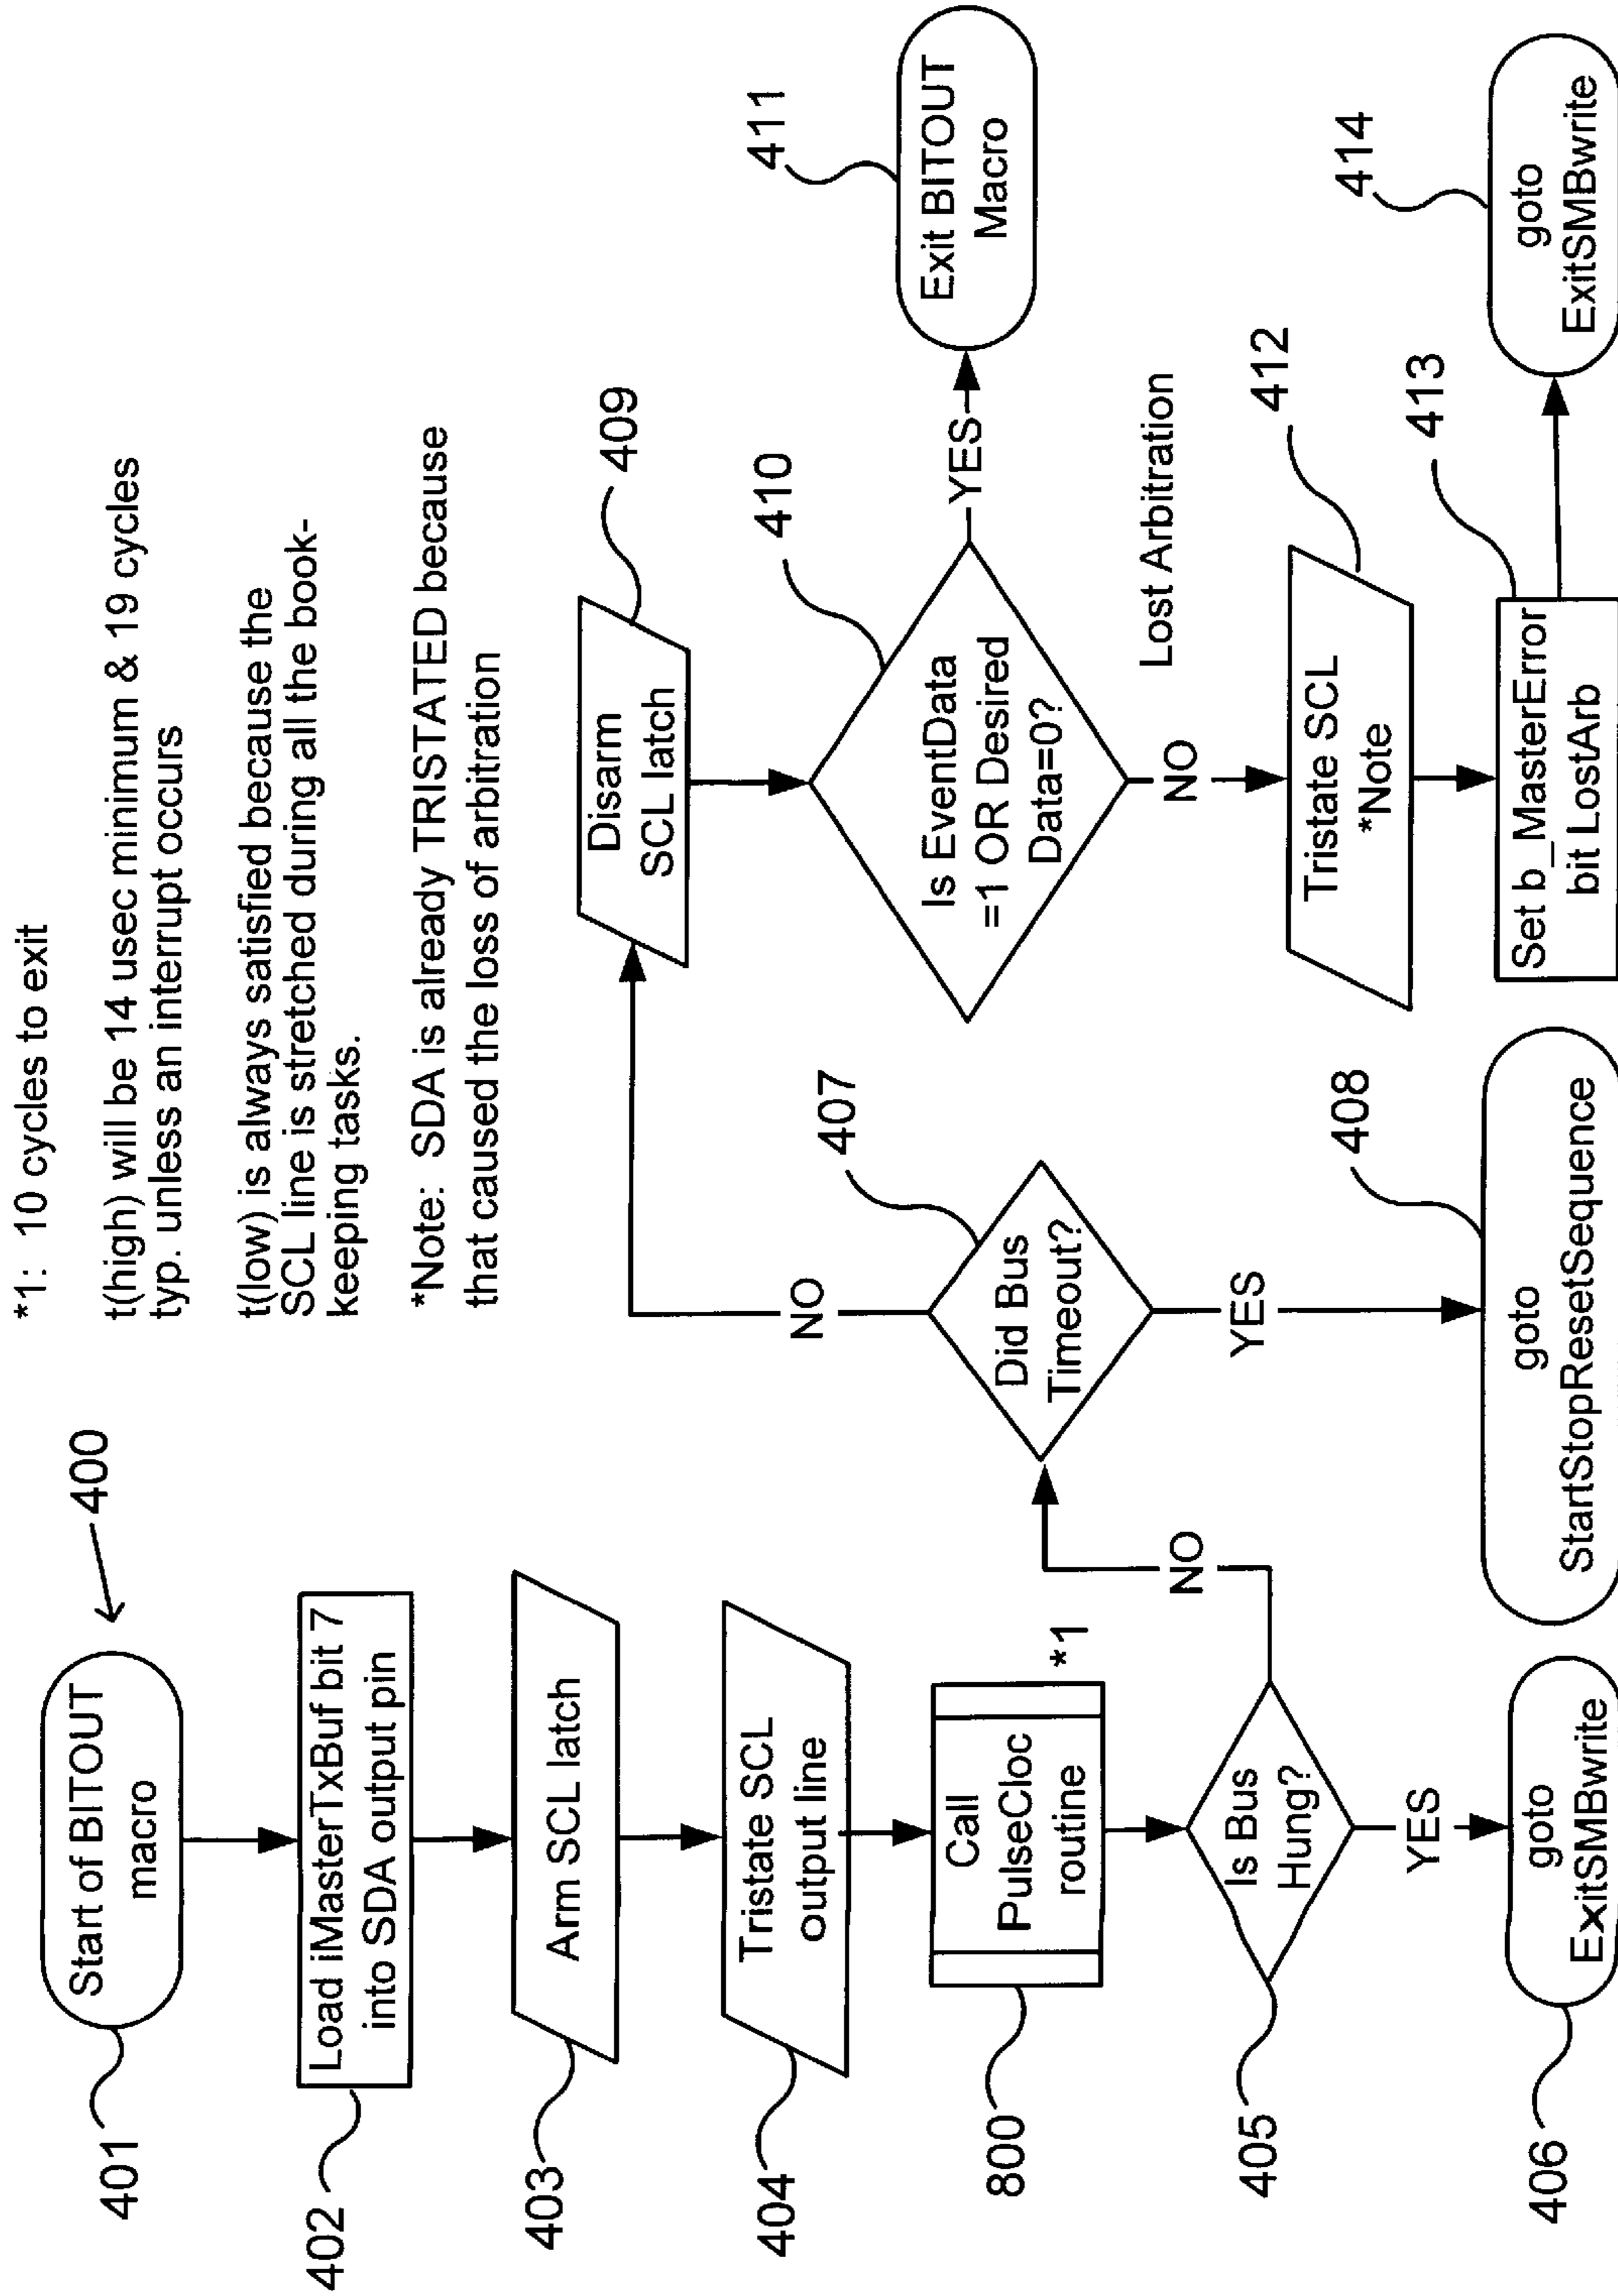 *1: 10 cycles to exit
t(high) will be 14 usec minimum & 19 cycles
typ. unless an interrupt occurs
t(low) is always satisfied because the
SCL line is stretched during all the book-
keeping tasks.
*Note: SDA is already TRISTATED because
that caused the loss of arbitration
400
401
Start of BITOUT
macro
402
Load iMasterTxBuf bit 7
into SDA output pin
403
Arm SCL latch
404
Tristate SCL
output line
800
Call
PulseCloc
routine
*1
405
Is Bus
Hung?
YES
406
goto
ExitSMBwrite
NO
407
Did Bus
Timeout?
YES
408
goto
StartStopResetSequence
NO
409
Disarm
SCL latch
410
Is EventData
=1 OR Desired
Data=0?
YES
411
Exit BITOUT
Macro
NO
Lost Arbitration
412
Tristate SCL
*Note
413
Set b_MasterError
bit LostArb
414
goto
ExitSMBwrite